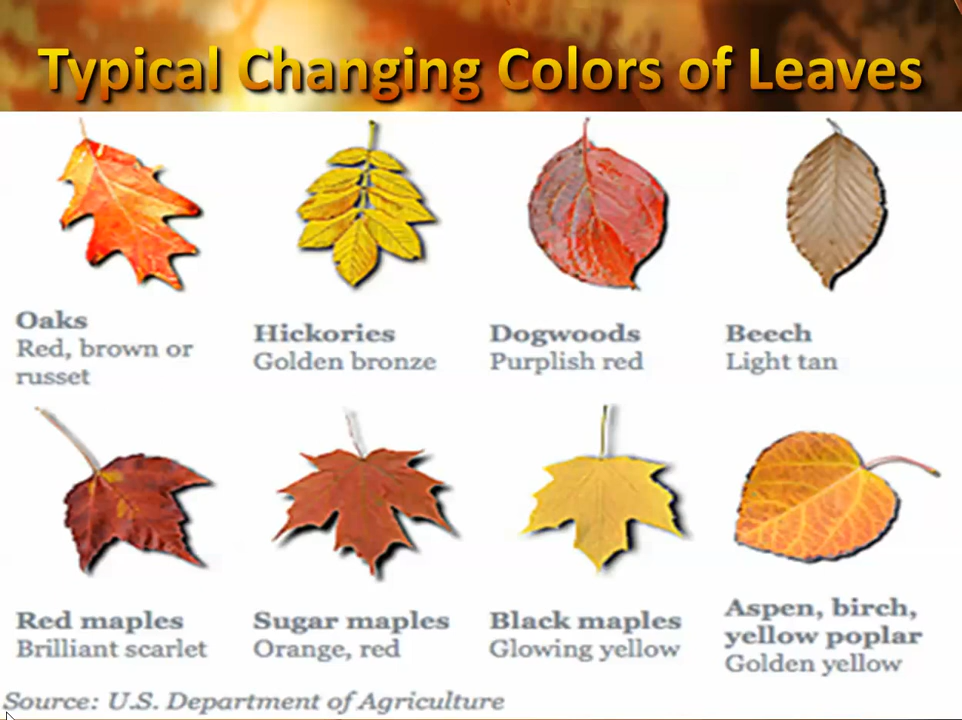 Typical Changing Colors of Leaves
Oaks
Red, brown or
russet
Hickories
Golden bronze
Dogwoods
Purplish red
Beech
Light tan
Red maples
Brilliant scarlet
Sugar maples
Orange, red
Black maples
Glowing yellow
Aspen, birch,
yellow poplar
Golden yellow
Source: U.S. Department of Agriculture